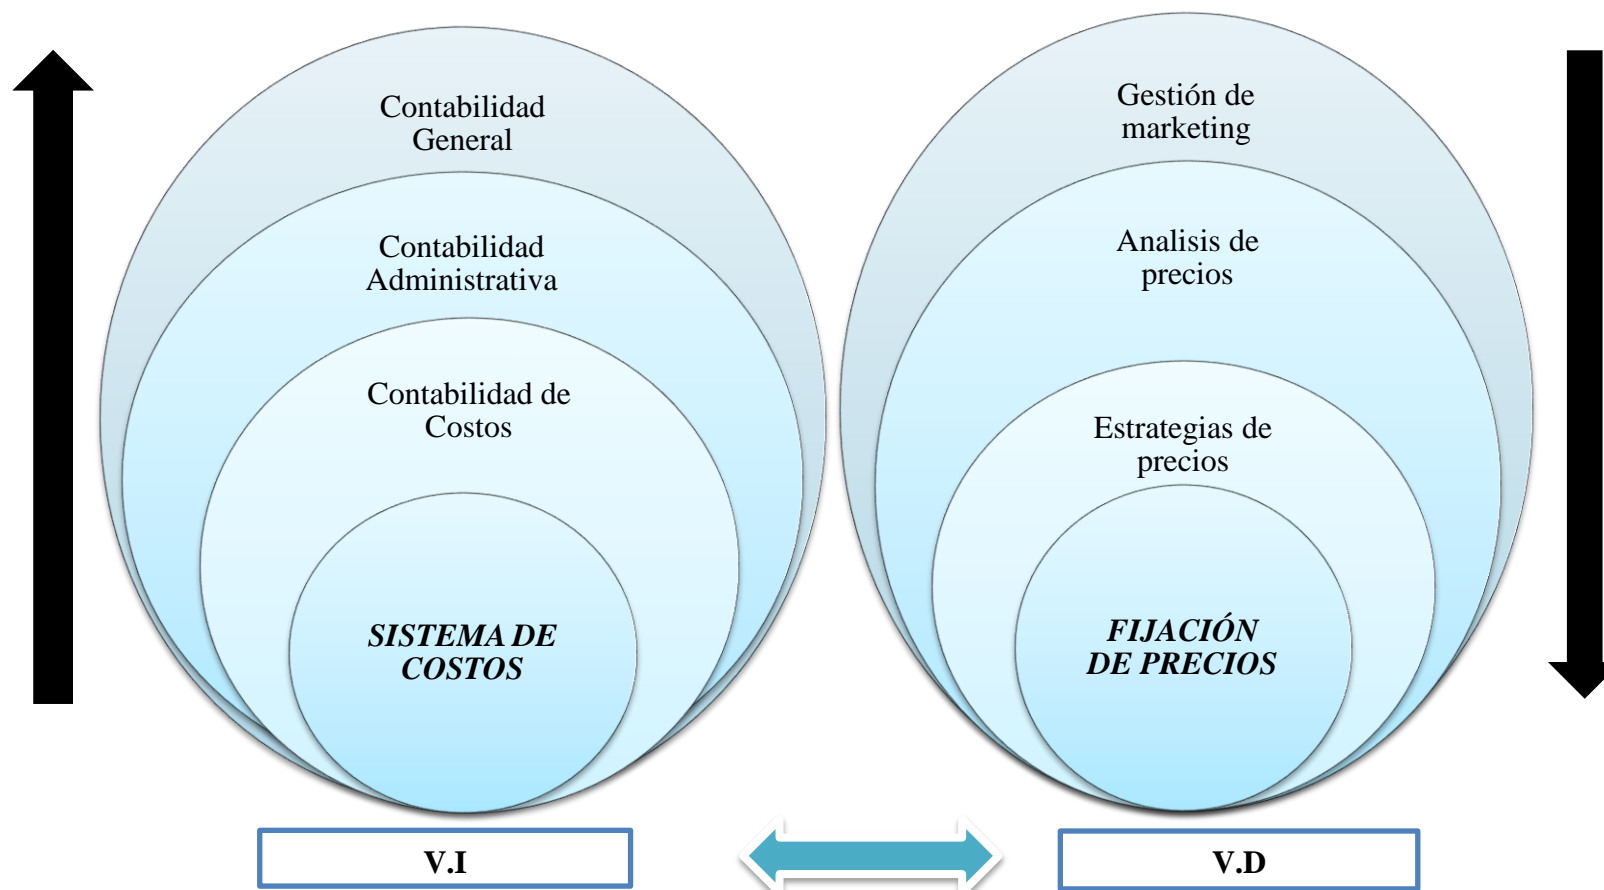 Contabilidad
General
Contabilidad
Administrativa
Contabilidad de
Costos
SISTEMA DE
COSTOS
V.I
Gestión de
marketing
Analisis de
precios
Estrategias de
precios
FIJACIÓN
DE PRECIOS
V.D